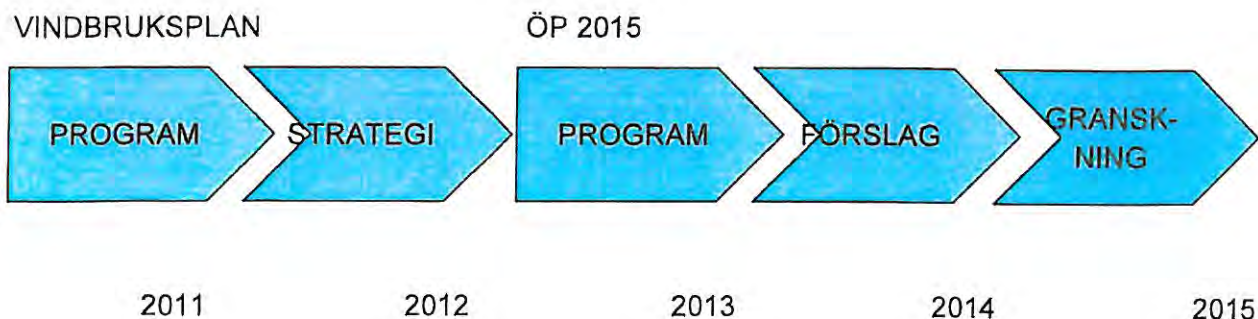 VINDBRUKSPLAN
ÖP 2015
PROGRAM
STRATEGI
PROGRAM
FÖRSLAG
GRANSK-
NING
2011
2012
2013
2014
2015